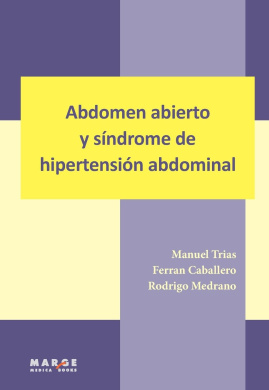 Abdomen abierto
y síndrome de
hipertensión abdominal
Manuel Trias
Ferran Caballero
Rodrigo Medrano
MARGE
MEDICA BOOKS